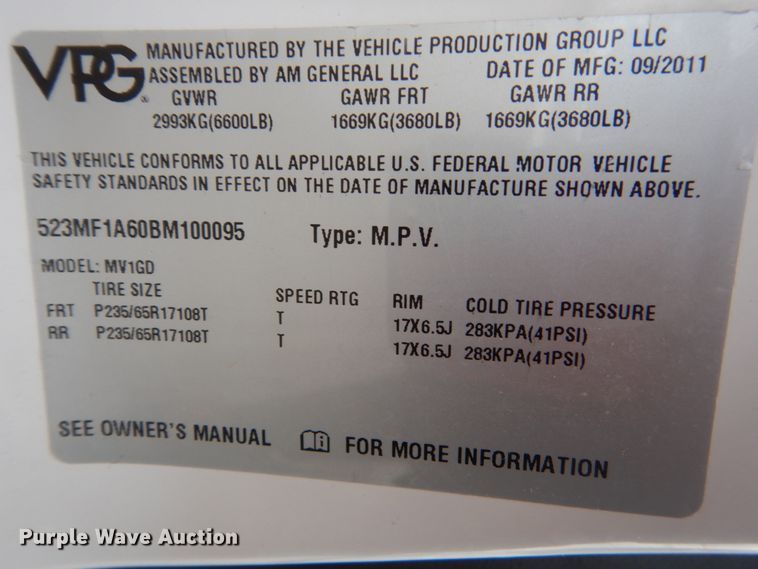 VPG MANUFACTURED BY THE VEHICLE PRODUCTION GROUP LLC
ASSEMBLED BY AM GENERAL LLC DATE OF MFG: 09/2011
GVWR GAWR FRT GAWR RR
2993KG(6600LB) 1669KG(3680LB) 1669KG(3680LB)
THIS VEHICLE CONFORMS TO ALL APPLICABLE U.S. FEDERAL MOTOR VEHICLE
SAFETY STANDARDS IN EFFECT ON THE DATE OF MANUFACTURE SHOWN ABOVE.
523MF1A60BM100095 Type: M.P.V.
MODEL: MV1GD
TIRE SIZE SPEED RTG RIM COLD TIRE PRESSURE
FRT P235/65R17108T T 17X6.5J 283KPA(41PSI)
RR P235/65R17108T T 17X6.5J 283KPA(41PSI)
SEE OWNER'S MANUAL FOR MORE INFORMATION
Purple Wave Auction